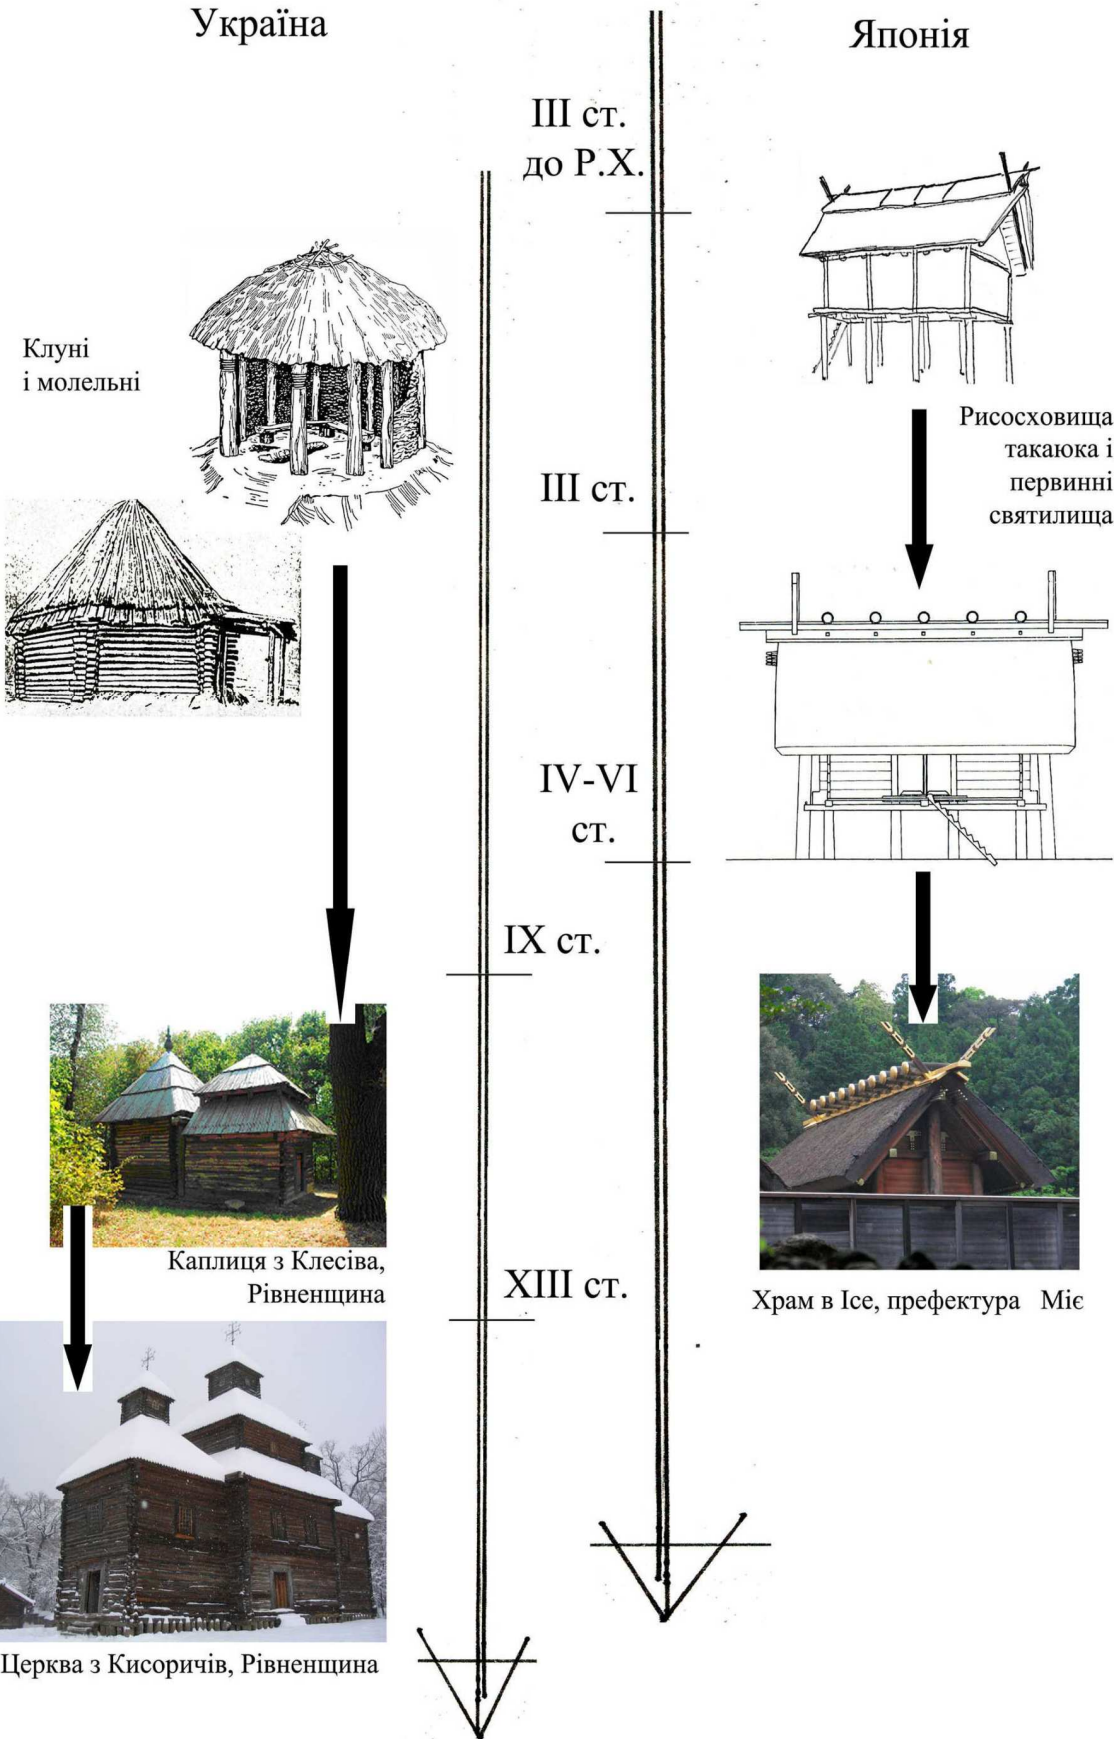 Україна
Японія
III ст.
до Р.Х.
Клуні
і молельні
Рисосховища
такаюка і
первинні
святилища
III ст.
IV-VI
ст.
IX ст.
Каплиця з Клесіва,
Рівненщина
XIII ст.
Храм в Ісе, префектура Міє
Церква з Кисоричів, Рівненщина